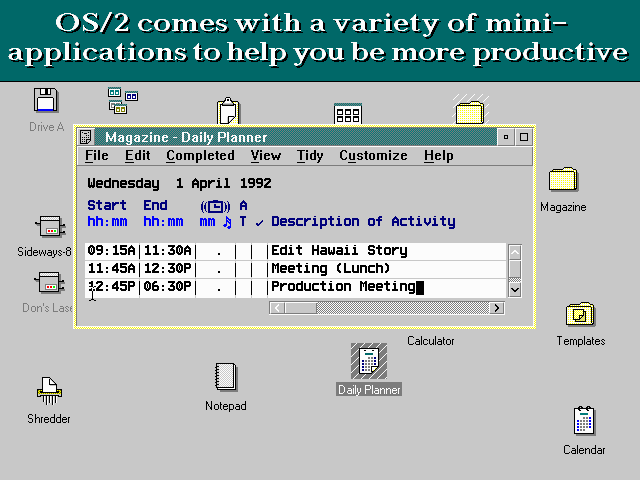 OS/2 comes with a variety of mini-
applications to help you be more productive
Drive A
Magazine - Daily Planner
File Edit Completed View Tidy Customize Help
Wednesday 1 April 1992
Start End A
hh:mm hh:mm mm T ✓ Description of Activity
09:15A|11:30A| . | | |Edit Hawaii Story
11:45A|12:30P| . | | |Meeting (Lunch)
12:45P|06:30P| . | | |Production Meeting
Magazine
Sideways-8
Don's Lase
Calculator
Templates
Daily Planner
Notepad
Shredder
Calendar